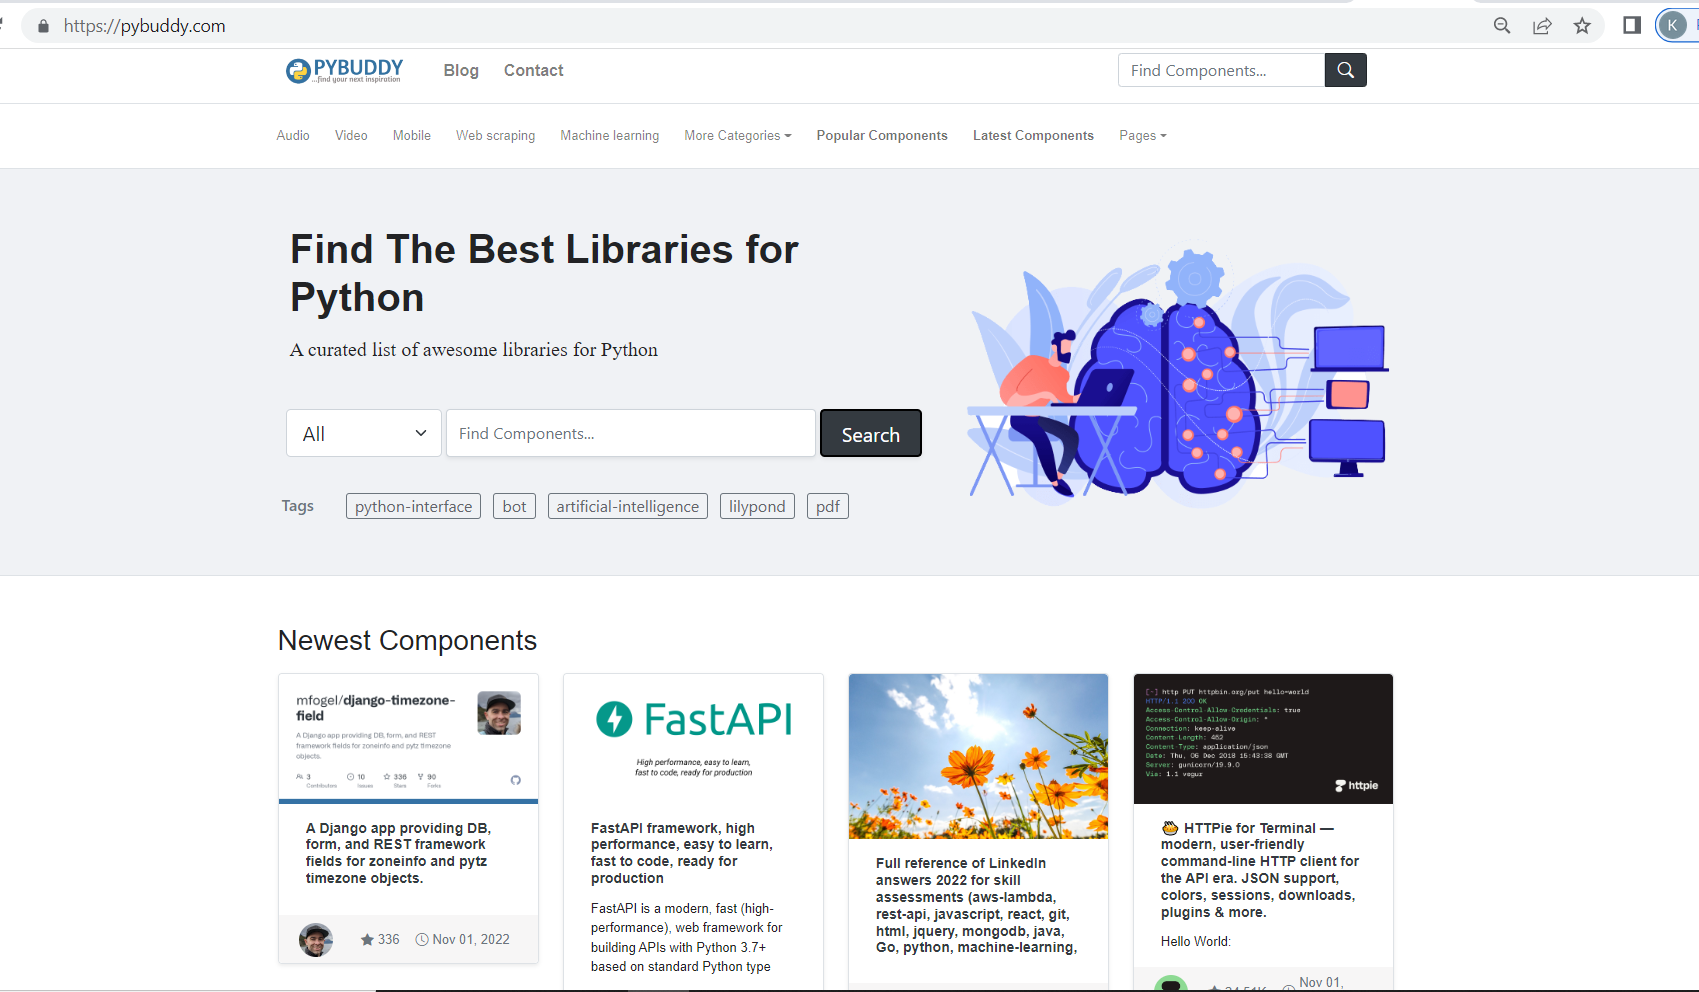 https://pybuddy.com
K
PYBUDDY
...find your next inspiration
Blog
Contact
Find Components...
Audio
Video
Mobile
Web scraping
Machine learning
More Categories
Popular Components
Latest Components
Pages
Find The Best Libraries for
Python
A curated list of awesome libraries for Python
All
Find Components...
Search
Tags
python-interface
bot
artificial-intelligence
lilypond
pdf
Newest Components
mfogel/django-timezone-
field
A Django app providing DB, form, and REST
framework fields for zoneinfo and pytz timezone
objects.
3
Contributors
10
Issues
336
Stars
90
Forks
A Django app providing DB,
form, and REST framework
fields for zoneinfo and pytz
timezone objects.
336
Nov 01, 2022
FastAPI
High performance, easy to learn,
fast to code, ready for production
FastAPI framework, high
performance, easy to learn,
fast to code, ready for
production
FastAPI is a modern, fast (high-
performance), web framework for
building APIs with Python 3.7+
based on standard Python type
Full reference of LinkedIn
answers 2022 for skill
assessments (aws-lambda,
rest-api, javascript, react, git,
html, jquery, mongodb, java,
Go, python, machine-learning,
[~] http PUT httpbin.org/put hello=world
HTTP/1.1 200 OK
Access-Control-Allow-Credentials: true
Access-Control-Allow-Origin: *
Connection: keep-alive
Content-Length: 452
Content-Type: application/json
Date: Thu, 06 Dec 2018 15:43:38 GMT
Server: gunicorn/19.9.0
Via: 1.1 vegur
httpie
HTTPie for Terminal —
modern, user-friendly
command-line HTTP client for
the API era. JSON support,
colors, sessions, downloads,
plugins & more.
Hello World:
Nov 01,